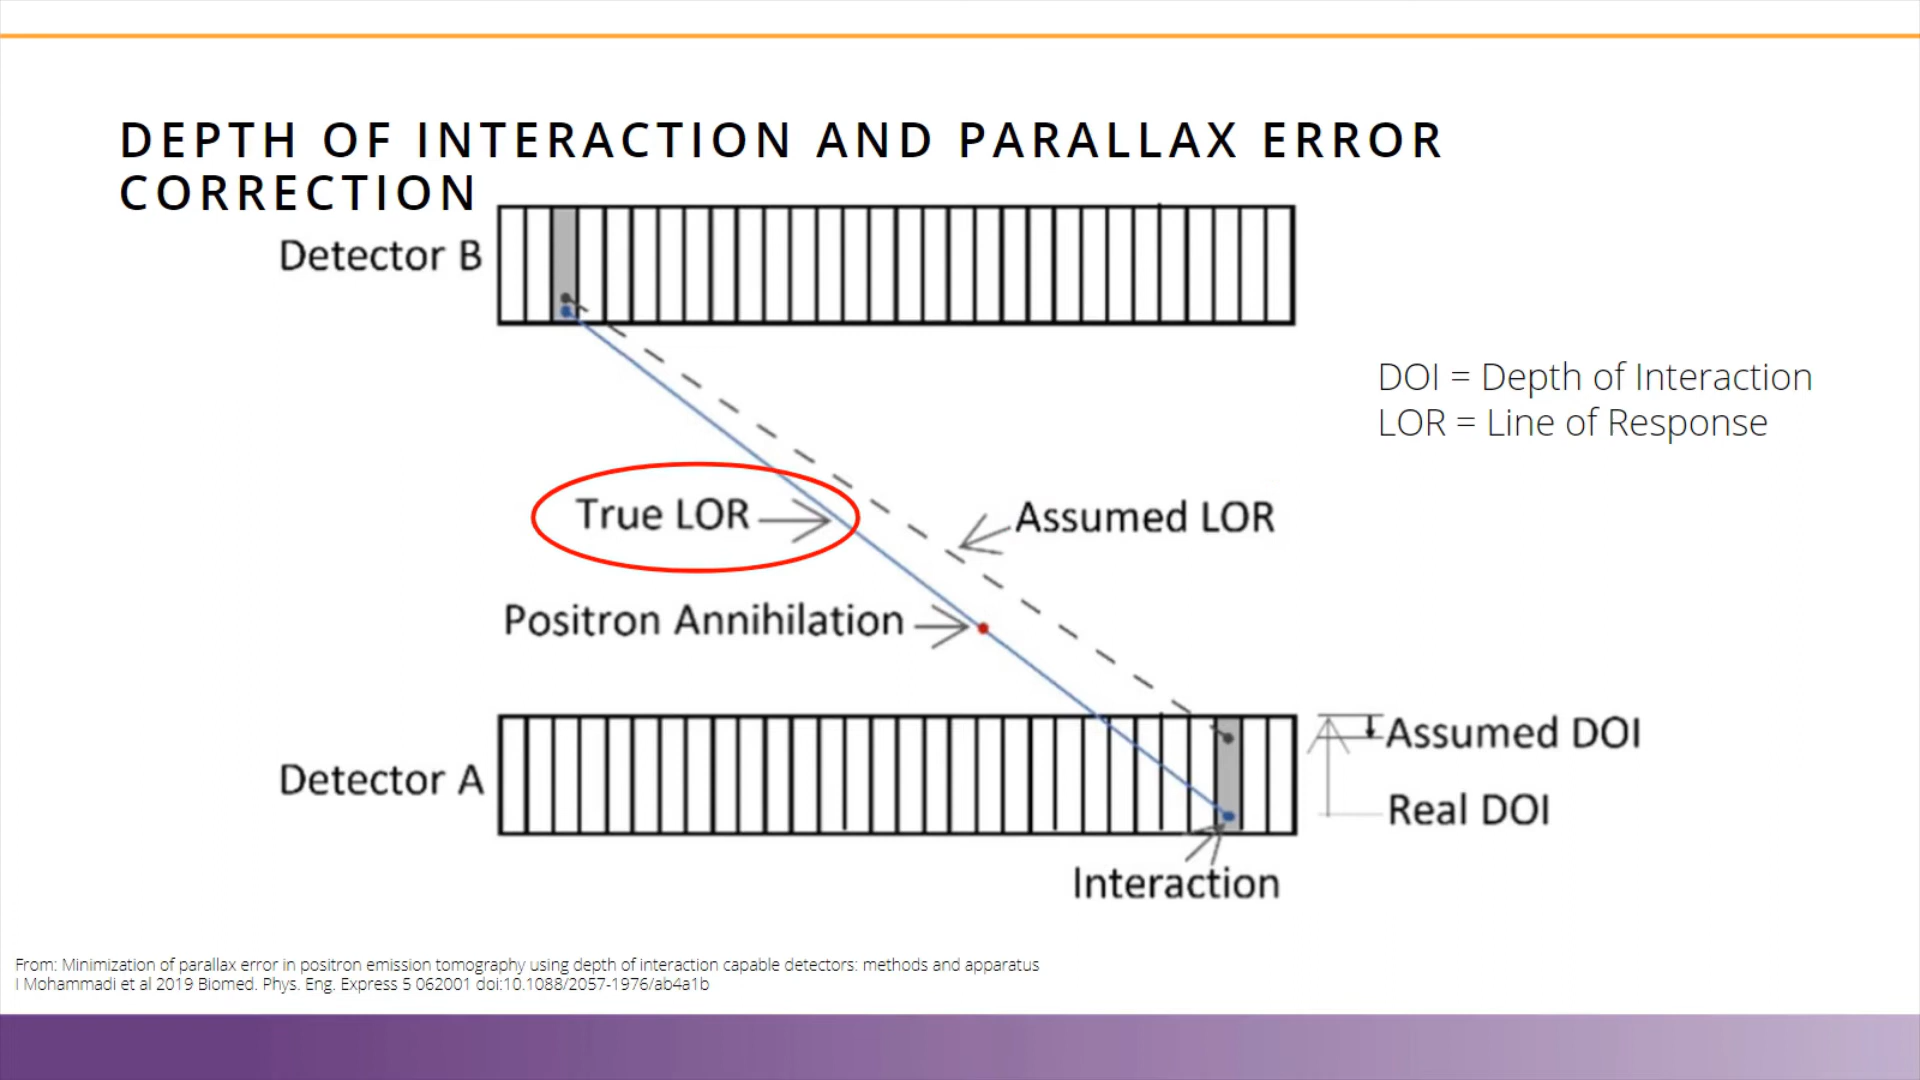 DEPTH OF INTERACTION AND PARALLAX ERROR
CORRECTION
Detector B
DOI = Depth of Interaction
LOR = Line of Response
True LOR
Assumed LOR
Positron Annihilation
Assumed DOI
Detector A
Real DOI
Interaction
From: Minimization of parallax error in positron emission tomography using depth of interaction capable detectors: methods and apparatus
I Mohammadi et al 2019 Biomed. Phys. Eng. Express 5 062001 doi:10.1088/2057-1976/ab4a1b